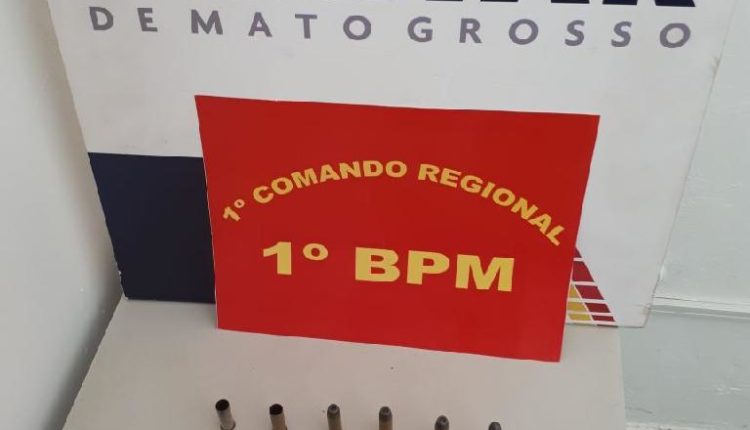 DE MATO GROSSO
1º COMANDO REGIONAL
1º BPM